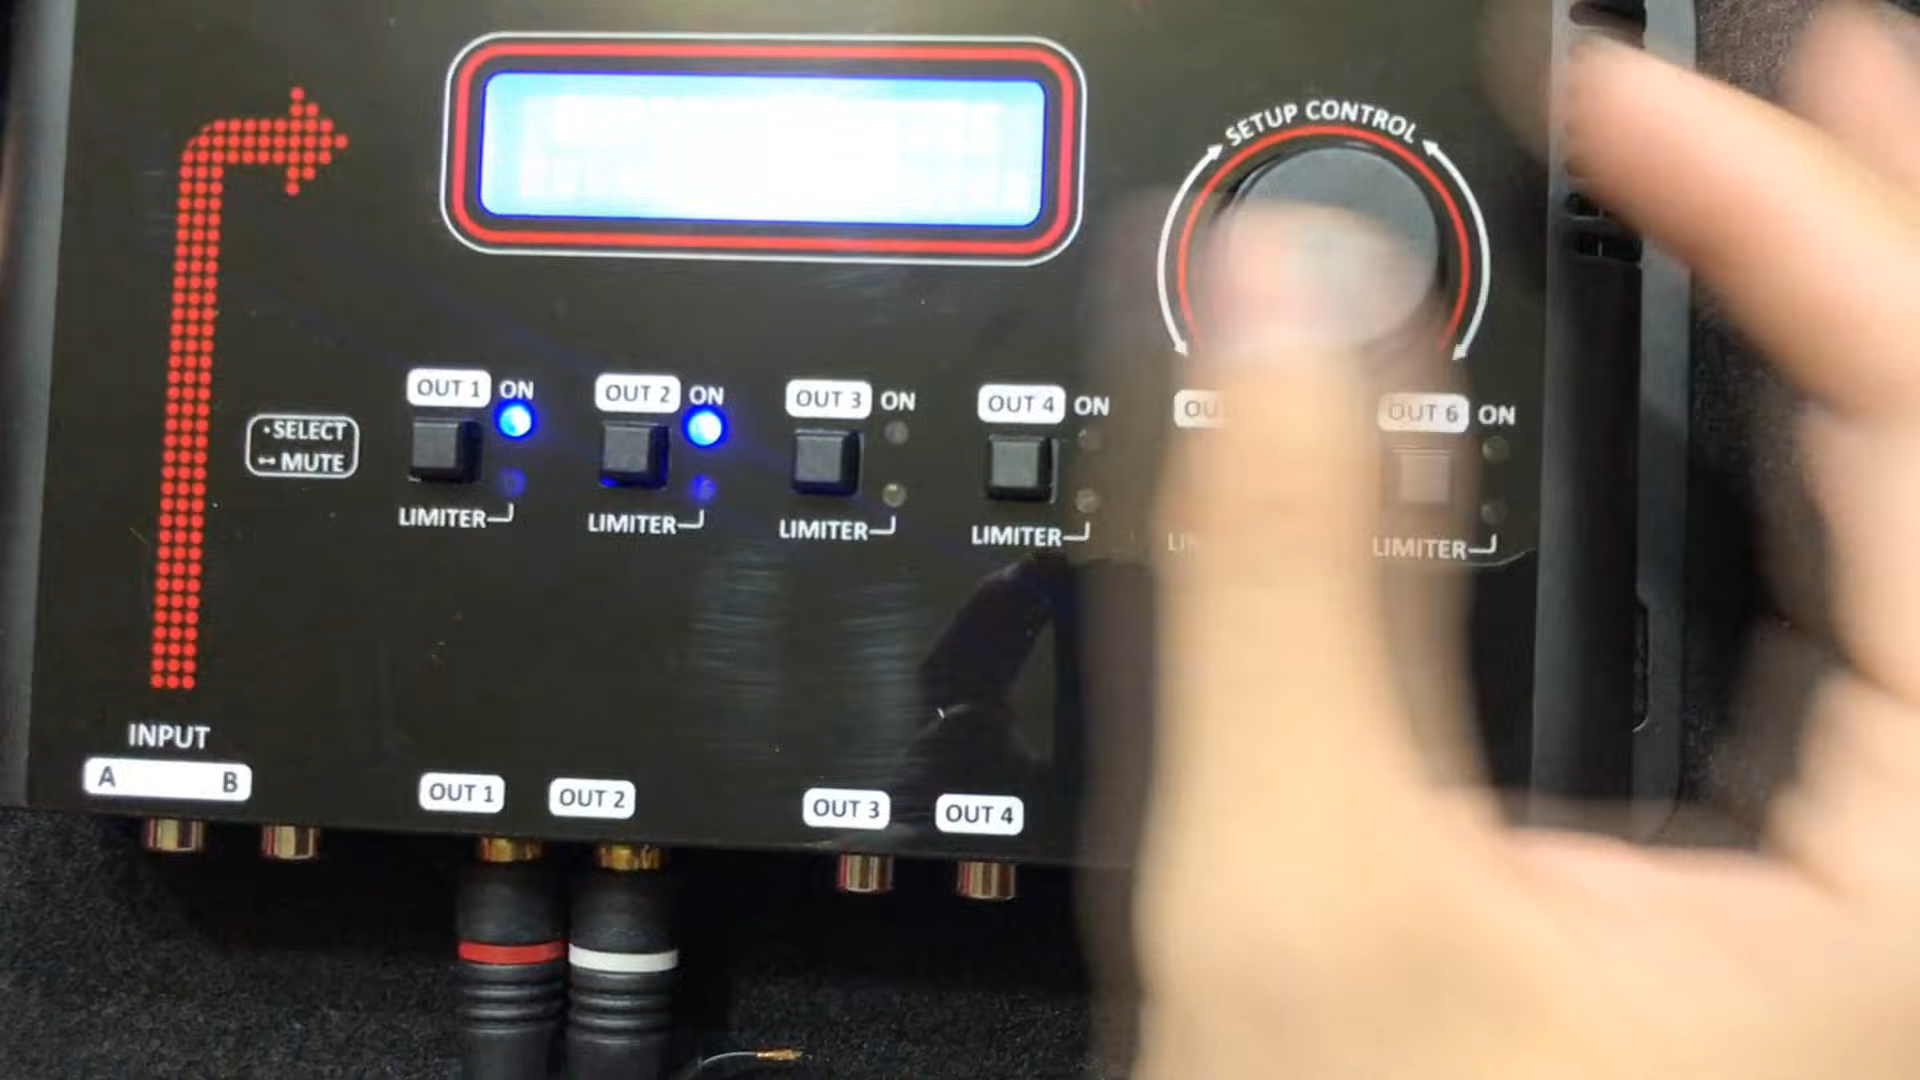 SETUP CONTROL
OUT 1 ON
OUT 2 ON
OUT 3 ON
OUT 4 ON
OUT 6 ON
•SELECT
↔ MUTE
LIMITER
LIMITER
LIMITER
LIMITER
LIMITER
INPUT
A B
OUT 1
OUT 2
OUT 3
OUT 4